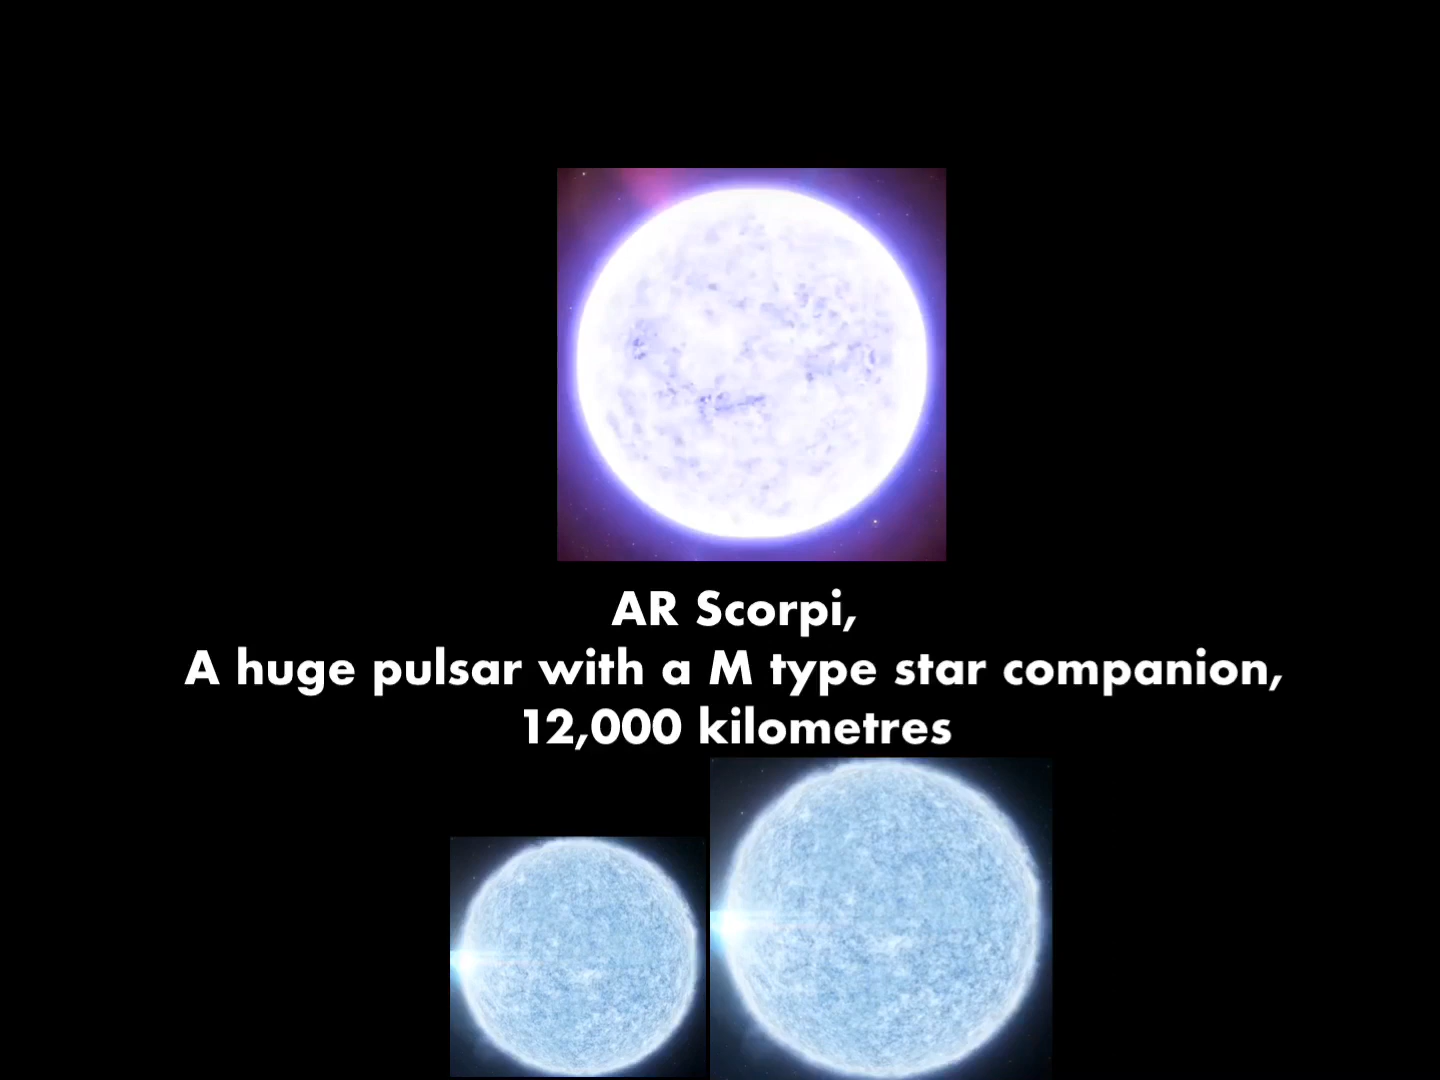 AR Scorpi,
A huge pulsar with a M type star companion,
12,000 kilometres